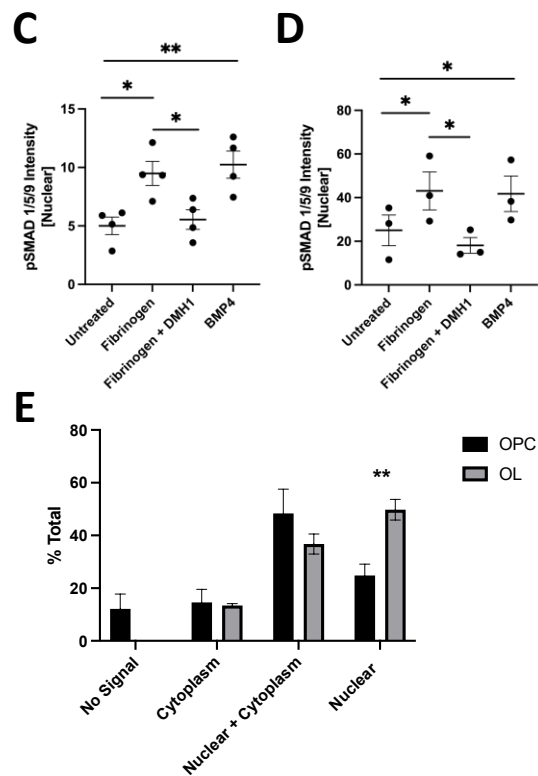 C
**
*
*
15
10
5
0
pSMAD 1/5/9 Intensity
[Nuclear]
Untreated
Fibrinogen
Fibrinogen + DMH1
BMP4
D
*
*
*
80
60
40
20
0
pSMAD 1/5/9 Intensity
[Nuclear]
Untreated
Fibrinogen
Fibrinogen + DMH1
BMP4
E
80
60
40
20
0
% Total
**
OPC
OL
No Signal
Cytoplasm
Nuclear + Cytoplasm
Nuclear